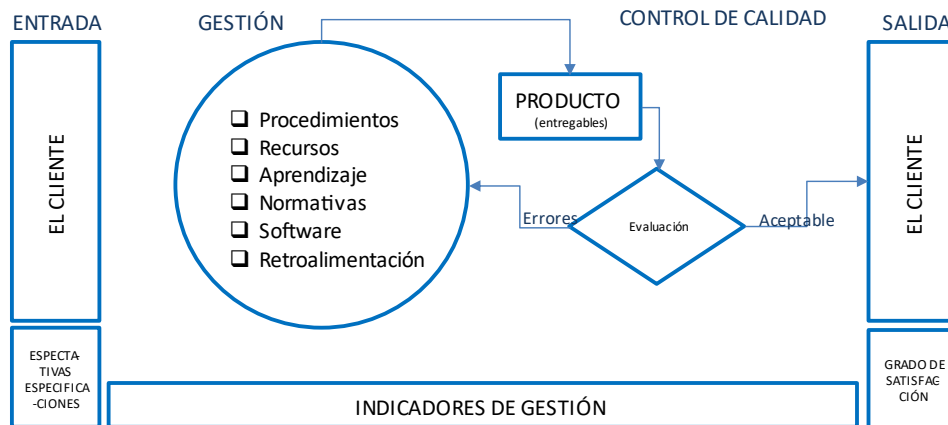 ENTRADA
GESTIÓN
CONTROL DE CALIDAD
SALIDA
EL CLIENTE
❑ Procedimientos
❑ Recursos
❑ Aprendizaje
❑ Normativas
❑ Software
❑ Retroalimentación
PRODUCTO
(entregables)
Errores
Evaluación
Aceptable
EL CLIENTE
ESPECTA-
TIVAS
ESPECIFICA
-CIONES
INDICADORES DE GESTIÓN
GRADO DE
SATISFAC-
CIÓN